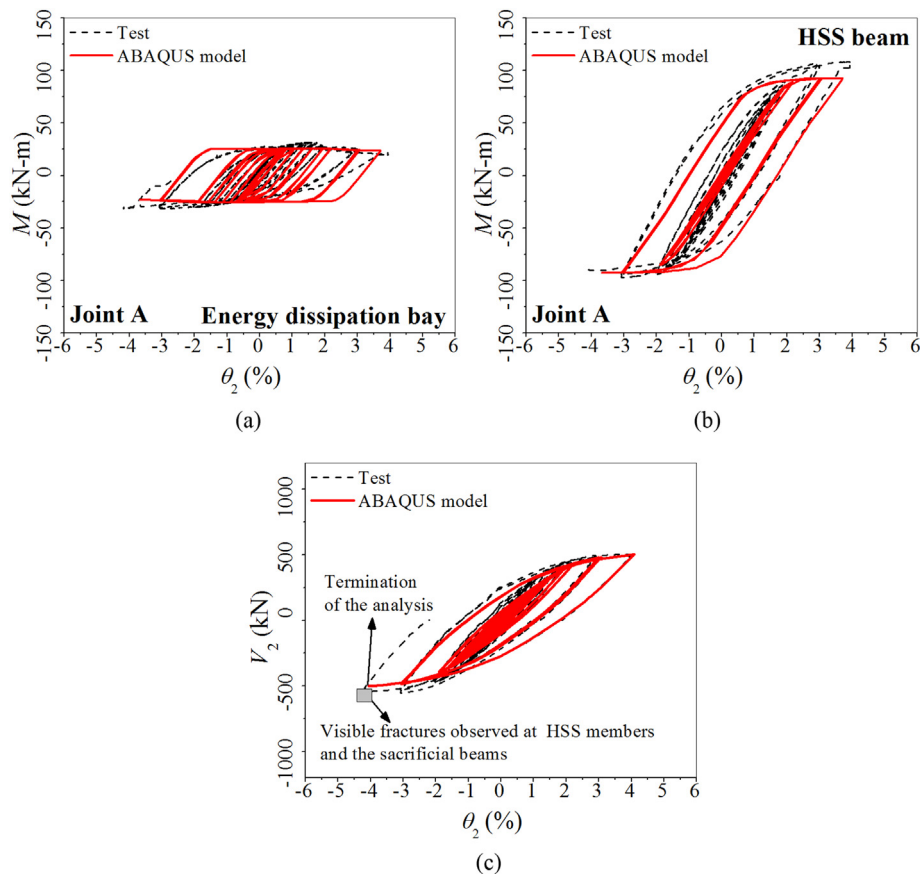 150
100
50
0
-50
-100
-150
M (kN-m)
Test
ABAQUS model
Joint A
Energy dissipation bay
-6 -5 -4 -3 -2 -1 0 1 2 3 4 5 6
θ2 (%)
(a)
150
100
50
0
-50
-100
-150
M (kN-m)
Test
ABAQUS model
HSS beam
Joint A
-6 -5 -4 -3 -2 -1 0 1 2 3 4 5 6
θ2 (%)
(b)
1000
500
0
-500
-1000
V2 (kN)
Test
ABAQUS model
Termination
of the analysis
Visible fractures observed at HSS members
and the sacrificial beams
-6 -5 -4 -3 -2 -1 0 1 2 3 4 5 6
θ2 (%)
(c)